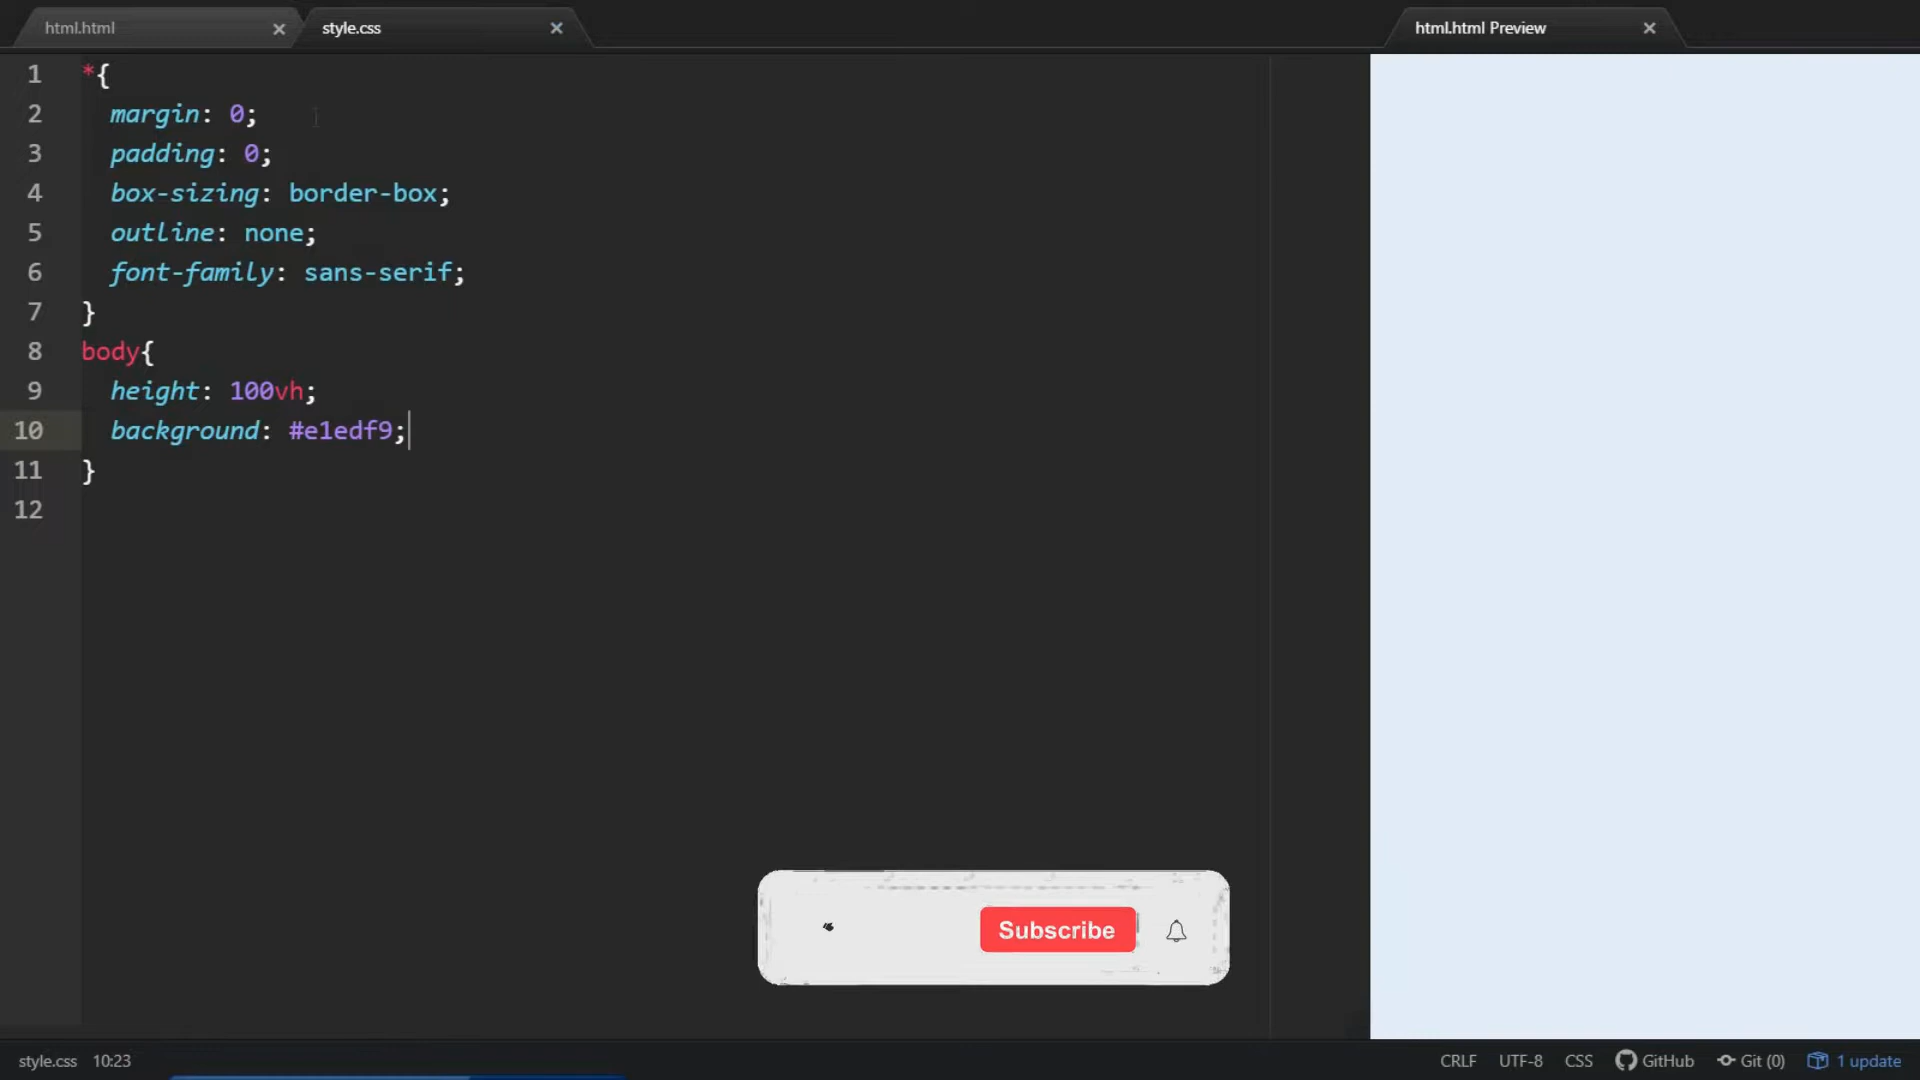 html.html
style.css
html.html Preview
1 *{
2 margin: 0;
3 padding: 0;
4 box-sizing: border-box;
5 outline: none;
6 font-family: sans-serif;
7 }
8 body{
9 height: 100vh;
10 background: #e1edf9;
11 }
12
Subscribe
style.css 10:23 CRLF UTF-8 CSS GitHub Git (0) 1 update